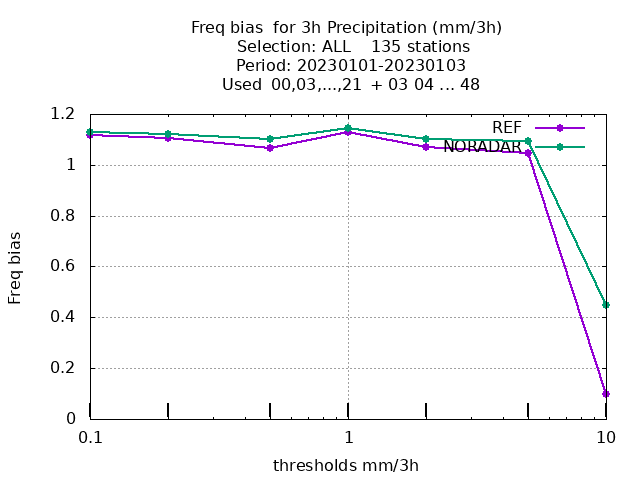 Freq bias  for 3h Precipitation (mm/3h)
Selection: ALL    135 stations
Period: 20230101-20230103
Used  00,03,...,21  + 03 04 ... 48
REF
NORADAR
1.2
1
0.8
0.6
0.4
0.2
0
Freq bias
0.1 1 10
thresholds mm/3h